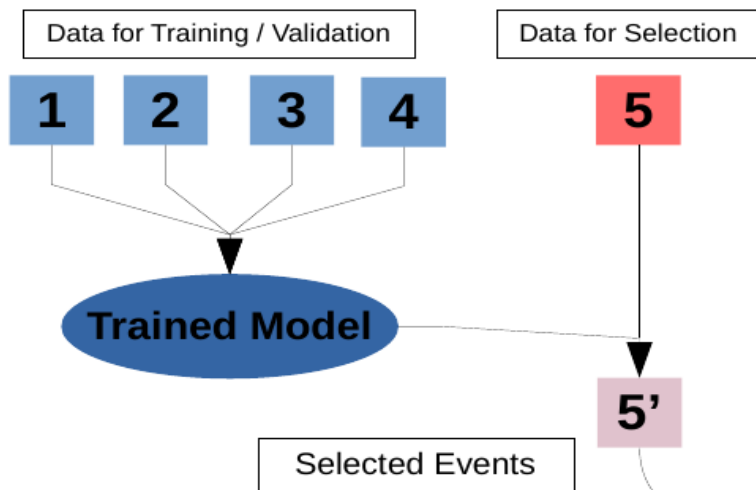 Data for Training / Validation
Data for Selection
1 2 3 4 5
Trained Model
5’
Selected Events